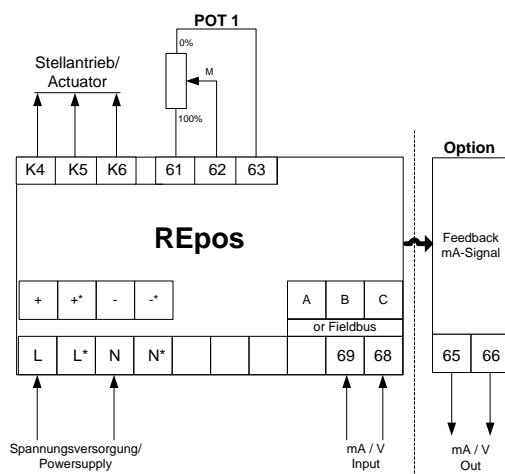 POT 1
0%
Stellantrieb/
Actuator
M
100%
K4 K5 K6 61 62 63
Option
REpos
Feedback
mA-Signal
+ +* - -* A B C
or Fieldbus
L L* N N* 69 68
65 66
Spannungsversorgung/
Powersupply
mA / V
Input
mA / V
Out